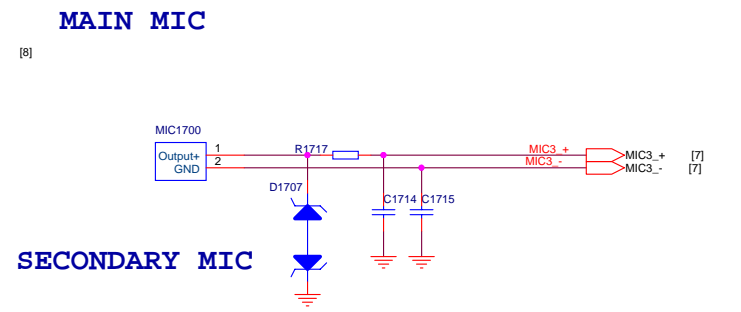 MAIN MIC
[8]
MIC1700
Output+ 1 R1717 MIC3_+ MIC3_+ [7]
GND 2 MIC3_- MIC3_- [7]
D1707
C1714 C1715
SECONDARY MIC